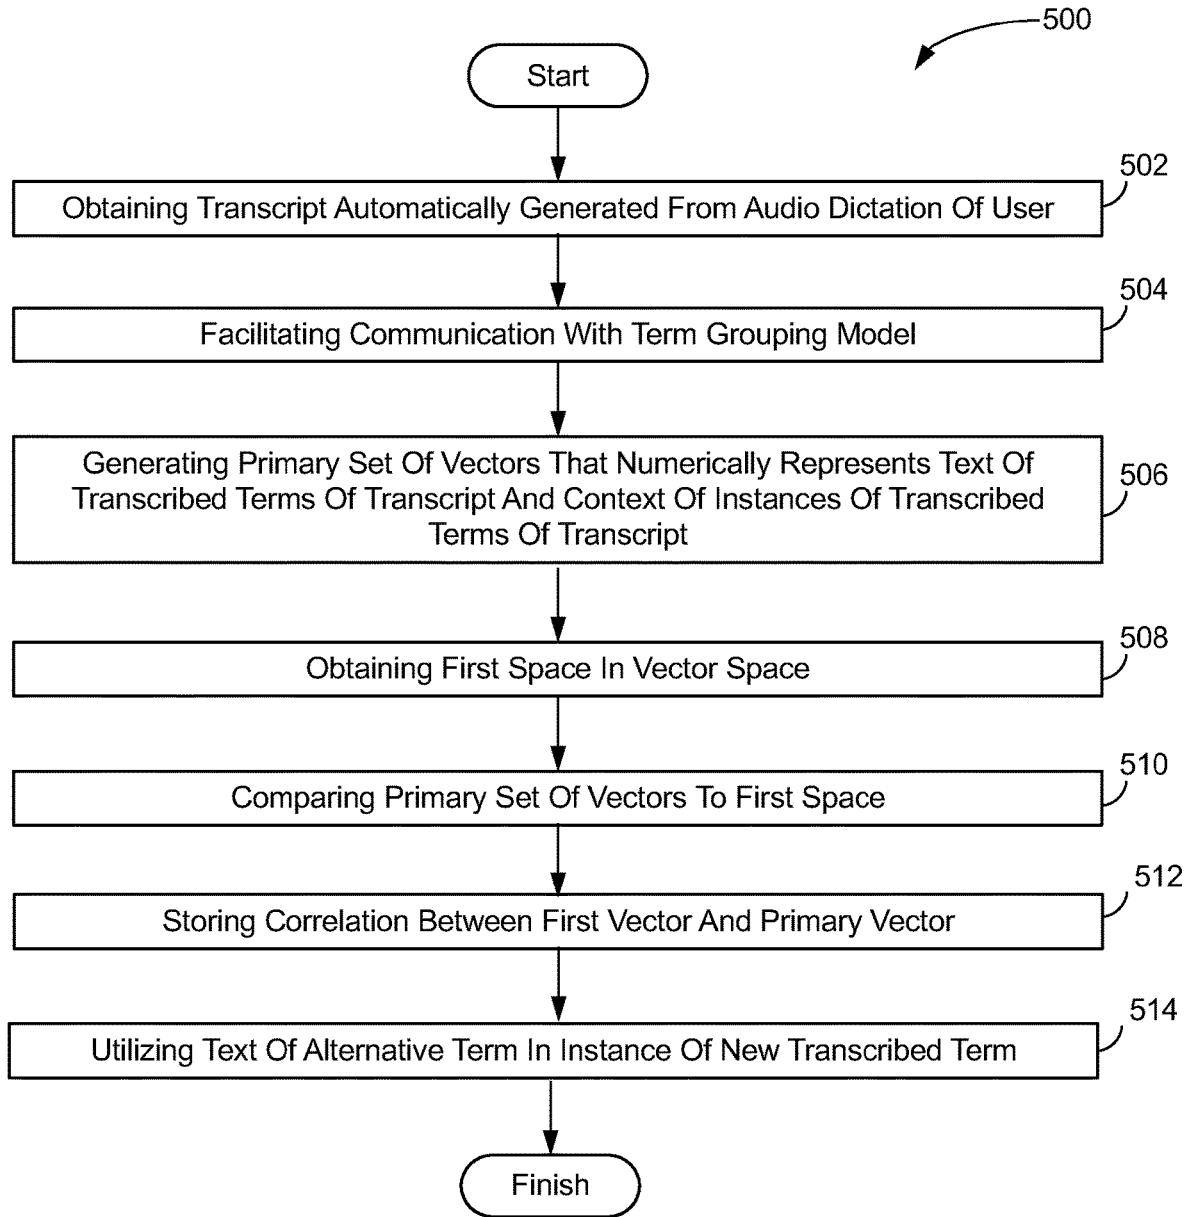 500
Start
502
Obtaining Transcript Automatically Generated From Audio Dictation Of User
504
Facilitating Communication With Term Grouping Model
506
Generating Primary Set Of Vectors That Numerically Represents Text Of
Transcribed Terms Of Transcript And Context Of Instances Of Transcribed
Terms Of Transcript
508
Obtaining First Space In Vector Space
510
Comparing Primary Set Of Vectors To First Space
512
Storing Correlation Between First Vector And Primary Vector
514
Utilizing Text Of Alternative Term In Instance Of New Transcribed Term
Finish